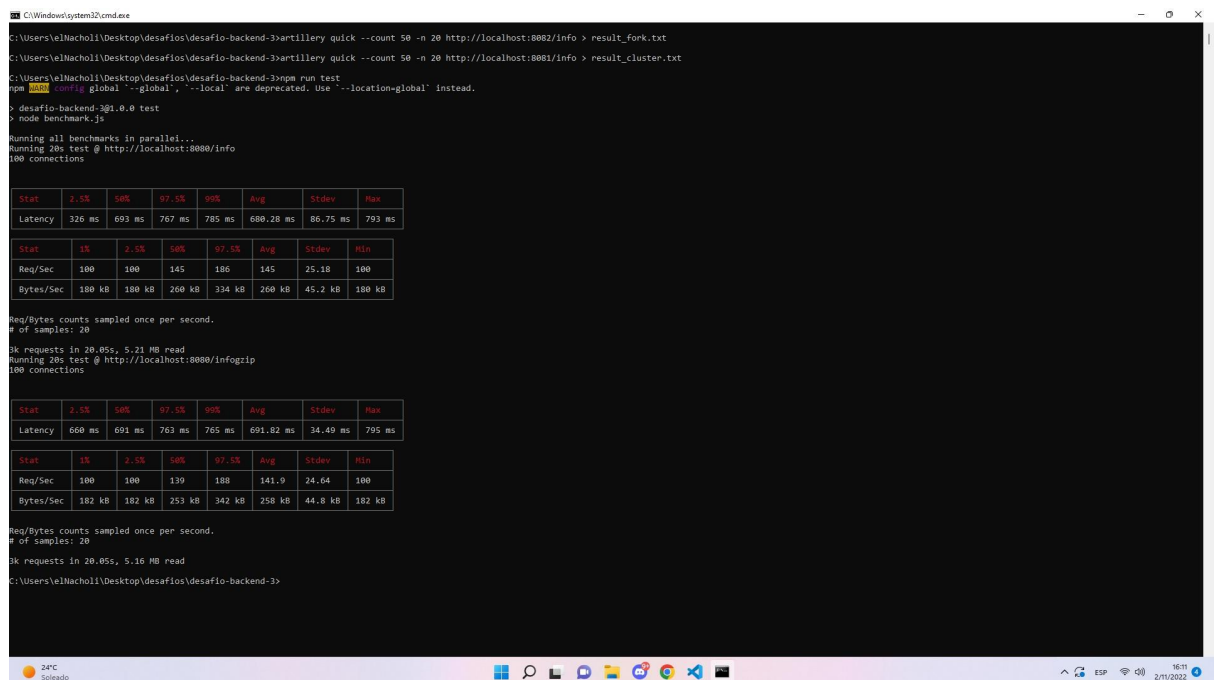 C:\Windows\system32\cmd.exe
C:\Users\elNacholi\Desktop\desafios\desafio-backend-3>artillery quick --count 50 -n 20 http://localhost:8082/info > result_fork.txt
C:\Users\elNacholi\Desktop\desafios\desafio-backend-3>artillery quick --count 50 -n 20 http://localhost:8081/info > result_cluster.txt
C:\Users\elNacholi\Desktop\desafios\desafio-backend-3>npm run test
npm WARN config global `--global`, `--local` are deprecated. Use `--location=global` instead.
> desafio-backend-3@1.0.0 test
> node benchmark.js
Running all benchmarks in parallei...
Running 20s test @ http://localhost:8080/info
100 connections
Stat 2.5% 50% 97.5% 99% Avg Stdev Max
Latency 326 ms 693 ms 767 ms 785 ms 680.28 ms 86.75 ms 793 ms
Stat 1% 2.5% 50% 97.5% Avg Stdev Min
Req/Sec 100 100 145 186 145 25.18 100
Bytes/Sec 180 kB 180 kB 260 kB 334 kB 260 kB 45.2 kB 180 kB
Req/Bytes counts sampled once per second.
# of samples: 20
3k requests in 20.05s, 5.21 MB read
Running 20s test @ http://localhost:8080/infogzip
100 connections
Stat 2.5% 50% 97.5% 99% Avg Stdev Max
Latency 660 ms 691 ms 763 ms 765 ms 691.82 ms 34.49 ms 795 ms
Stat 1% 2.5% 50% 97.5% Avg Stdev Min
Req/Sec 100 100 139 188 141.9 24.64 100
Bytes/Sec 182 kB 182 kB 253 kB 342 kB 258 kB 44.8 kB 182 kB
Req/Bytes counts sampled once per second.
# of samples: 20
3k requests in 20.05s, 5.16 MB read
C:\Users\elNacholi\Desktop\desafios\desafio-backend-3>
24°C
Soleado
ESP
16:11
2/11/2022
4